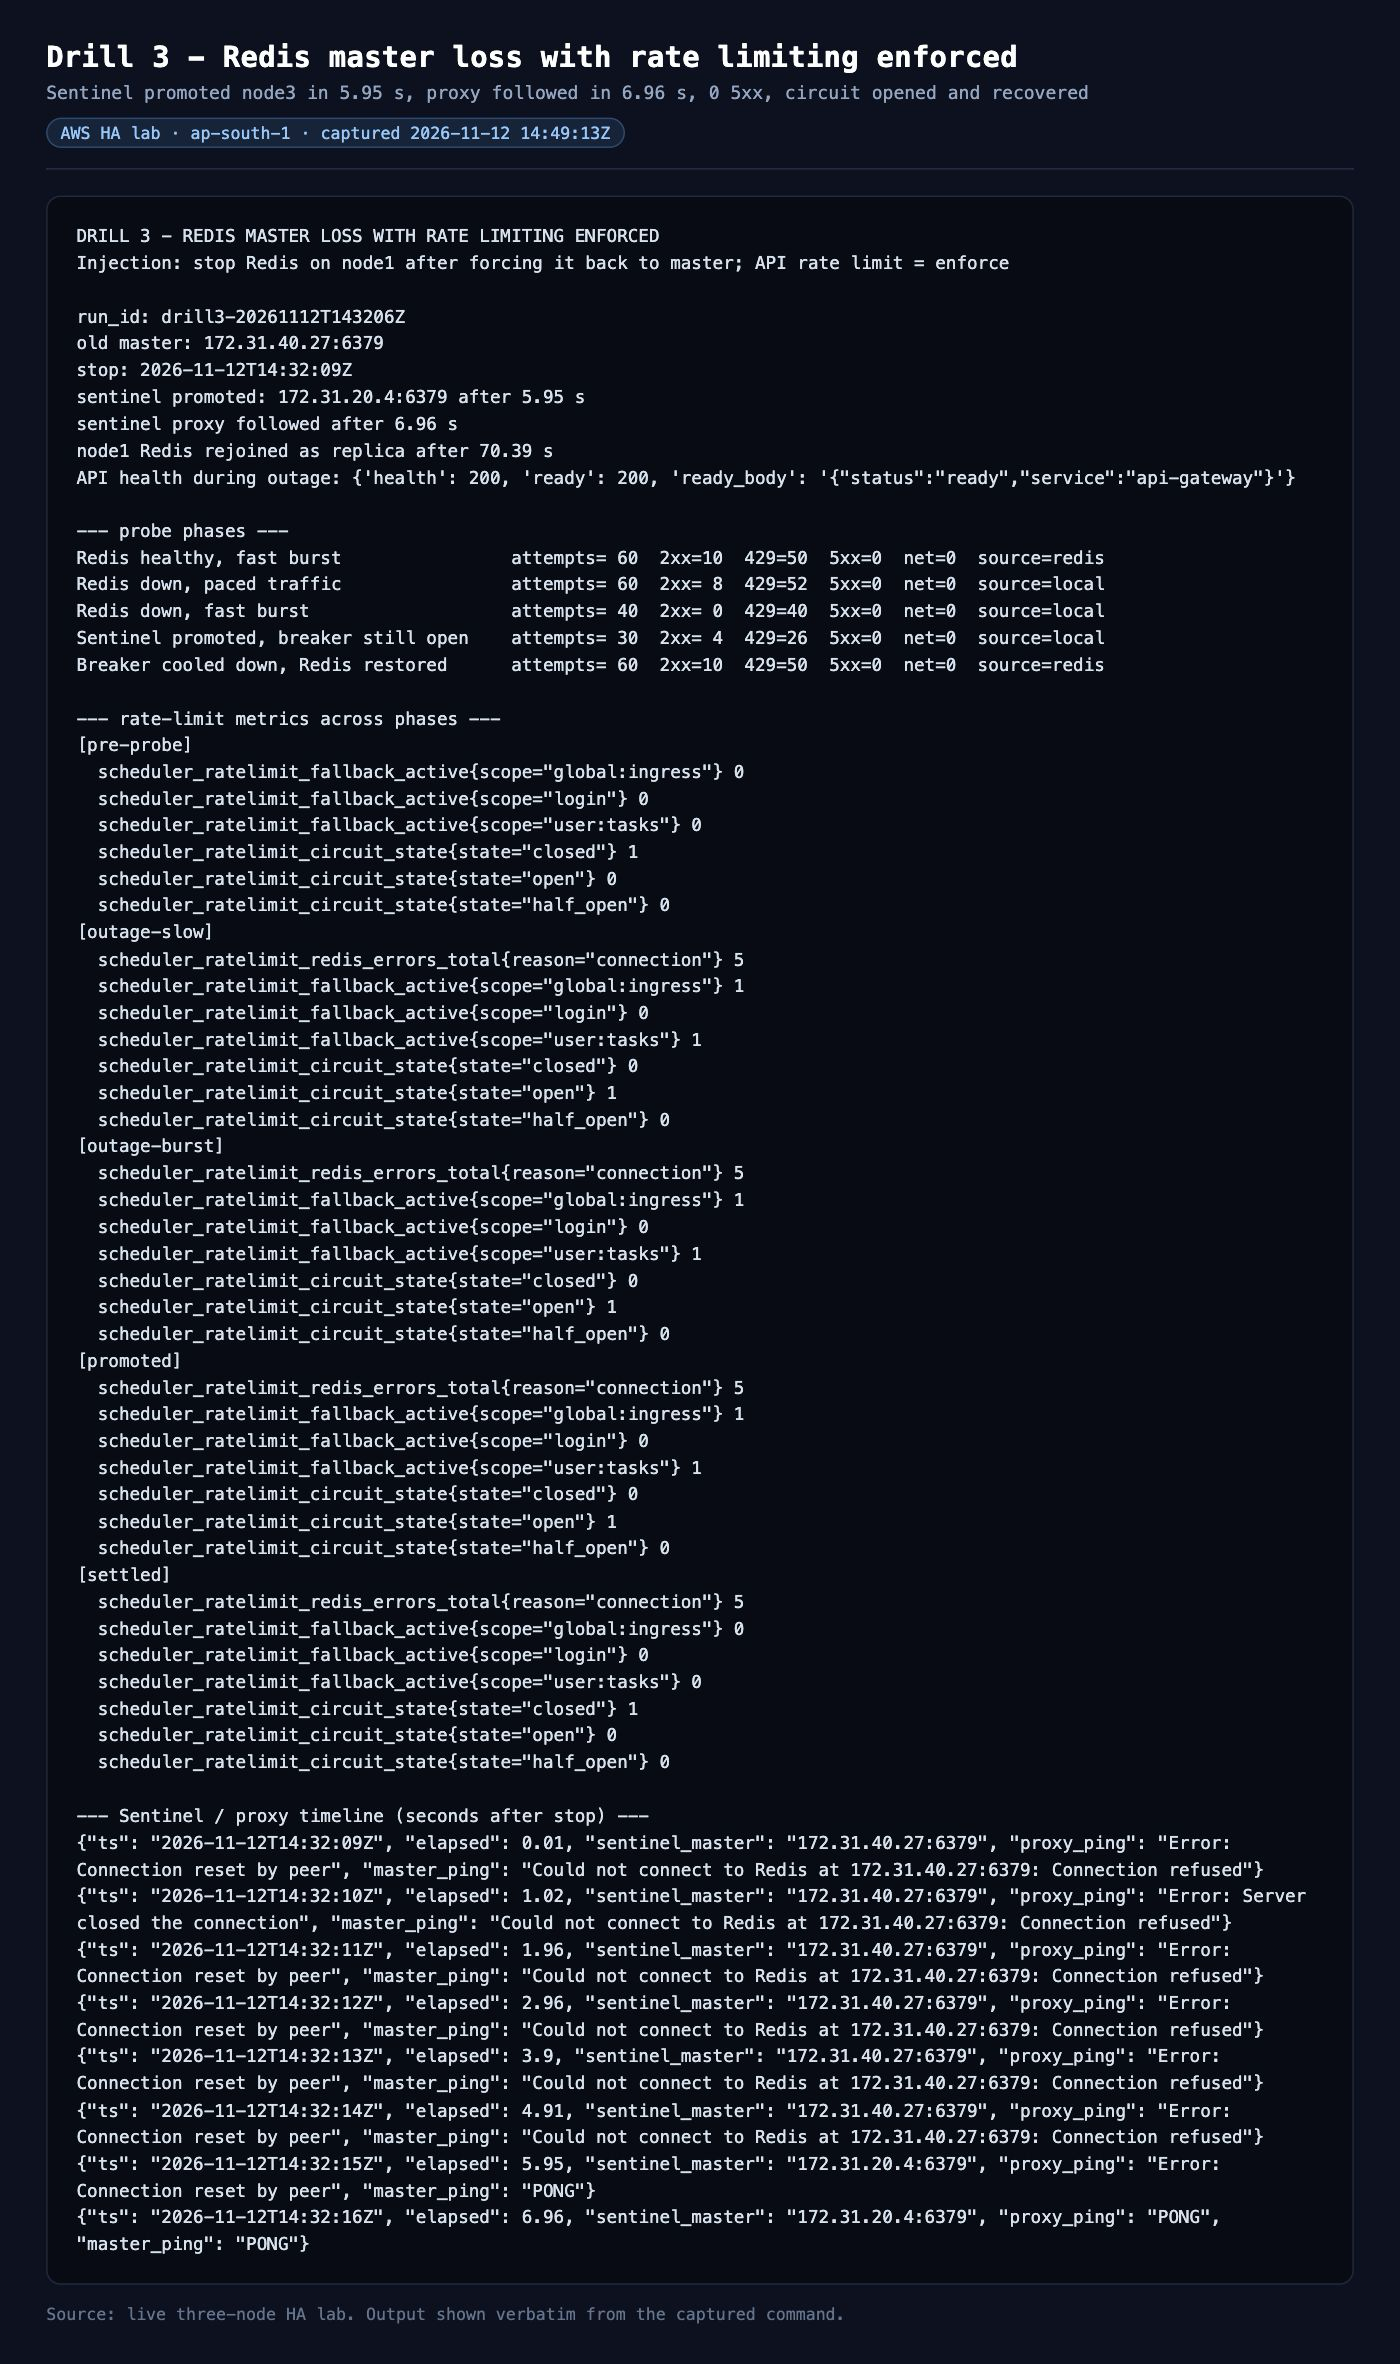 Drill 3 – Redis master loss with rate limiting enforced
Sentinel promoted node3 in 5.95 s, proxy followed in 6.96 s, 0 5xx, circuit opened and recovered
AWS HA lab · ap-south-1 · captured 2026-11-12 14:49:13Z
DRILL 3 – REDIS MASTER LOSS WITH RATE LIMITING ENFORCED
Injection: stop Redis on node1 after forcing it back to master; API rate limit = enforce
run_id: drill3-20261112T143206Z
old master: 172.31.40.27:6379
stop: 2026-11-12T14:32:09Z
sentinel promoted: 172.31.20.4:6379 after 5.95 s
sentinel proxy followed after 6.96 s
node1 Redis rejoined as replica after 70.39 s
API health during outage: {'health': 200, 'ready': 200, 'ready_body': '{"status":"ready","service":"api-gateway"}'}
--- probe phases ---
Redis healthy, fast burst                attempts= 60  2xx=10  429=50  5xx=0  net=0  source=redis
Redis down, paced traffic                attempts= 60  2xx= 8  429=52  5xx=0  net=0  source=local
Redis down, fast burst                   attempts= 40  2xx= 0  429=40  5xx=0  net=0  source=local
Sentinel promoted, breaker still open    attempts= 30  2xx= 4  429=26  5xx=0  net=0  source=local
Breaker cooled down, Redis restored      attempts= 60  2xx=10  429=50  5xx=0  net=0  source=redis
--- rate-limit metrics across phases ---
[pre-probe]
  scheduler_ratelimit_fallback_active{scope="global:ingress"} 0
  scheduler_ratelimit_fallback_active{scope="login"} 0
  scheduler_ratelimit_fallback_active{scope="user:tasks"} 0
  scheduler_ratelimit_circuit_state{state="closed"} 1
  scheduler_ratelimit_circuit_state{state="open"} 0
  scheduler_ratelimit_circuit_state{state="half_open"} 0
[outage-slow]
  scheduler_ratelimit_redis_errors_total{reason="connection"} 5
  scheduler_ratelimit_fallback_active{scope="global:ingress"} 1
  scheduler_ratelimit_fallback_active{scope="login"} 0
  scheduler_ratelimit_fallback_active{scope="user:tasks"} 1
  scheduler_ratelimit_circuit_state{state="closed"} 0
  scheduler_ratelimit_circuit_state{state="open"} 1
  scheduler_ratelimit_circuit_state{state="half_open"} 0
[outage-burst]
  scheduler_ratelimit_redis_errors_total{reason="connection"} 5
  scheduler_ratelimit_fallback_active{scope="global:ingress"} 1
  scheduler_ratelimit_fallback_active{scope="login"} 0
  scheduler_ratelimit_fallback_active{scope="user:tasks"} 1
  scheduler_ratelimit_circuit_state{state="closed"} 0
  scheduler_ratelimit_circuit_state{state="open"} 1
  scheduler_ratelimit_circuit_state{state="half_open"} 0
[promoted]
  scheduler_ratelimit_redis_errors_total{reason="connection"} 5
  scheduler_ratelimit_fallback_active{scope="global:ingress"} 1
  scheduler_ratelimit_fallback_active{scope="login"} 0
  scheduler_ratelimit_fallback_active{scope="user:tasks"} 1
  scheduler_ratelimit_circuit_state{state="closed"} 0
  scheduler_ratelimit_circuit_state{state="open"} 1
  scheduler_ratelimit_circuit_state{state="half_open"} 0
[settled]
  scheduler_ratelimit_redis_errors_total{reason="connection"} 5
  scheduler_ratelimit_fallback_active{scope="global:ingress"} 0
  scheduler_ratelimit_fallback_active{scope="login"} 0
  scheduler_ratelimit_fallback_active{scope="user:tasks"} 0
  scheduler_ratelimit_circuit_state{state="closed"} 1
  scheduler_ratelimit_circuit_state{state="open"} 0
  scheduler_ratelimit_circuit_state{state="half_open"} 0
--- Sentinel / proxy timeline (seconds after stop) ---
{"ts": "2026-11-12T14:32:09Z", "elapsed": 0.01, "sentinel_master": "172.31.40.27:6379", "proxy_ping": "Error:
Connection reset by peer", "master_ping": "Could not connect to Redis at 172.31.40.27:6379: Connection refused"}
{"ts": "2026-11-12T14:32:10Z", "elapsed": 1.02, "sentinel_master": "172.31.40.27:6379", "proxy_ping": "Error: Server
closed the connection", "master_ping": "Could not connect to Redis at 172.31.40.27:6379: Connection refused"}
{"ts": "2026-11-12T14:32:11Z", "elapsed": 1.96, "sentinel_master": "172.31.40.27:6379", "proxy_ping": "Error:
Connection reset by peer", "master_ping": "Could not connect to Redis at 172.31.40.27:6379: Connection refused"}
{"ts": "2026-11-12T14:32:12Z", "elapsed": 2.96, "sentinel_master": "172.31.40.27:6379", "proxy_ping": "Error:
Connection reset by peer", "master_ping": "Could not connect to Redis at 172.31.40.27:6379: Connection refused"}
{"ts": "2026-11-12T14:32:13Z", "elapsed": 3.9, "sentinel_master": "172.31.40.27:6379", "proxy_ping": "Error:
Connection reset by peer", "master_ping": "Could not connect to Redis at 172.31.40.27:6379: Connection refused"}
{"ts": "2026-11-12T14:32:14Z", "elapsed": 4.91, "sentinel_master": "172.31.40.27:6379", "proxy_ping": "Error:
Connection reset by peer", "master_ping": "Could not connect to Redis at 172.31.40.27:6379: Connection refused"}
{"ts": "2026-11-12T14:32:15Z", "elapsed": 5.95, "sentinel_master": "172.31.20.4:6379", "proxy_ping": "Error:
Connection reset by peer", "master_ping": "PONG"}
{"ts": "2026-11-12T14:32:16Z", "elapsed": 6.96, "sentinel_master": "172.31.20.4:6379", "proxy_ping": "PONG",
"master_ping": "PONG"}
Source: live three-node HA lab. Output shown verbatim from the captured command.